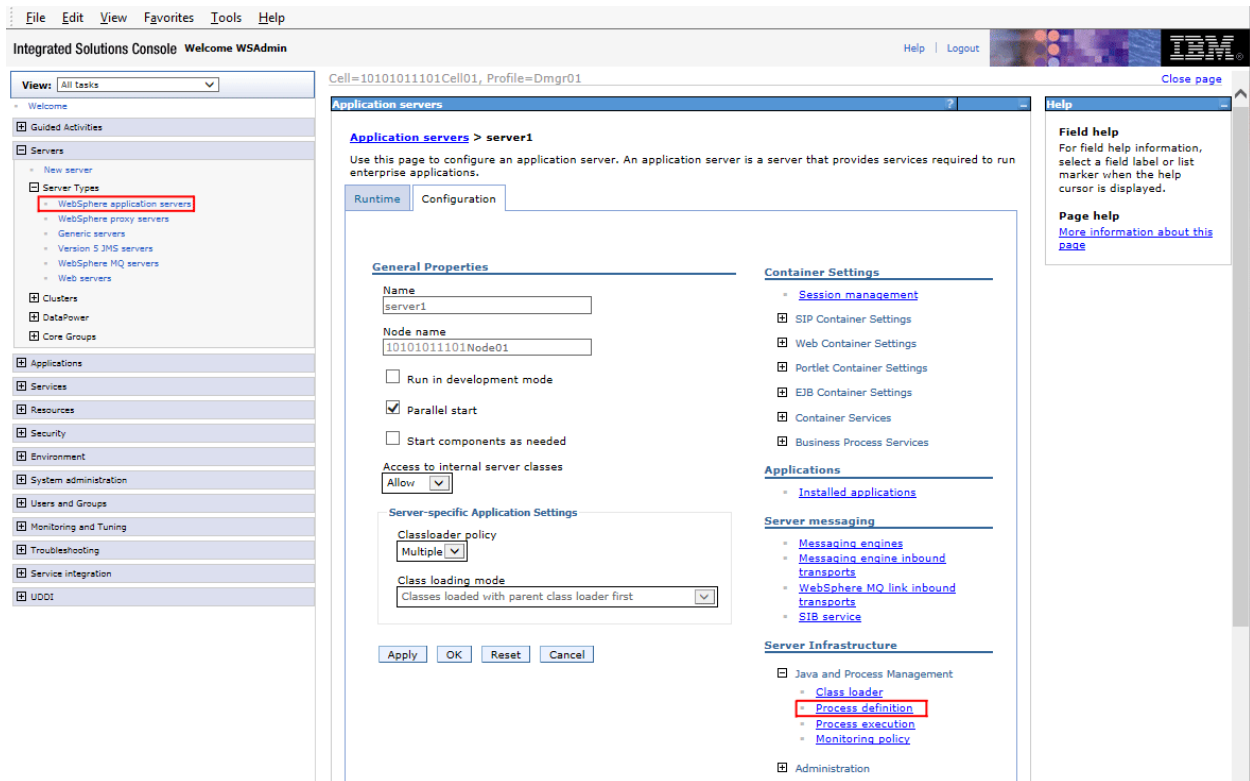 File Edit View Favorites Tools Help
Integrated Solutions Console Welcome WSAdmin
Help | Logout
IBM®
View: All tasks
Welcome
Guided Activities
Servers
New server
Server Types
WebSphere application servers
WebSphere proxy servers
Generic servers
Version 5 JMS servers
WebSphere MQ servers
Web servers
Clusters
DataPower
Core Groups
Applications
Services
Resources
Security
Environment
System administration
Users and Groups
Monitoring and Tuning
Troubleshooting
Service integration
UDDI
Cell=10101011101Cell01, Profile=Dmgr01
Close page
Application servers
?
Application servers > server1
Use this page to configure an application server. An application server is a server that provides services required to run
enterprise applications.
Runtime Configuration
General Properties
Name
server1
Node name
10101011101Node01
Run in development mode
Parallel start
Start components as needed
Access to internal server classes
Allow
Server-specific Application Settings
Classloader policy
Multiple
Class loading mode
Classes loaded with parent class loader first
Apply OK Reset Cancel
Container Settings
Session management
SIP Container Settings
Web Container Settings
Portlet Container Settings
EJB Container Settings
Container Services
Business Process Services
Applications
Installed applications
Server messaging
Messaging engines
Messaging engine inbound
transports
WebSphere MQ link inbound
transports
SIB service
Server Infrastructure
Java and Process Management
Class loader
Process definition
Process execution
Monitoring policy
Administration
Help
Field help
For field help information,
select a field label or list
marker when the help
cursor is displayed.
Page help
More information about this
page